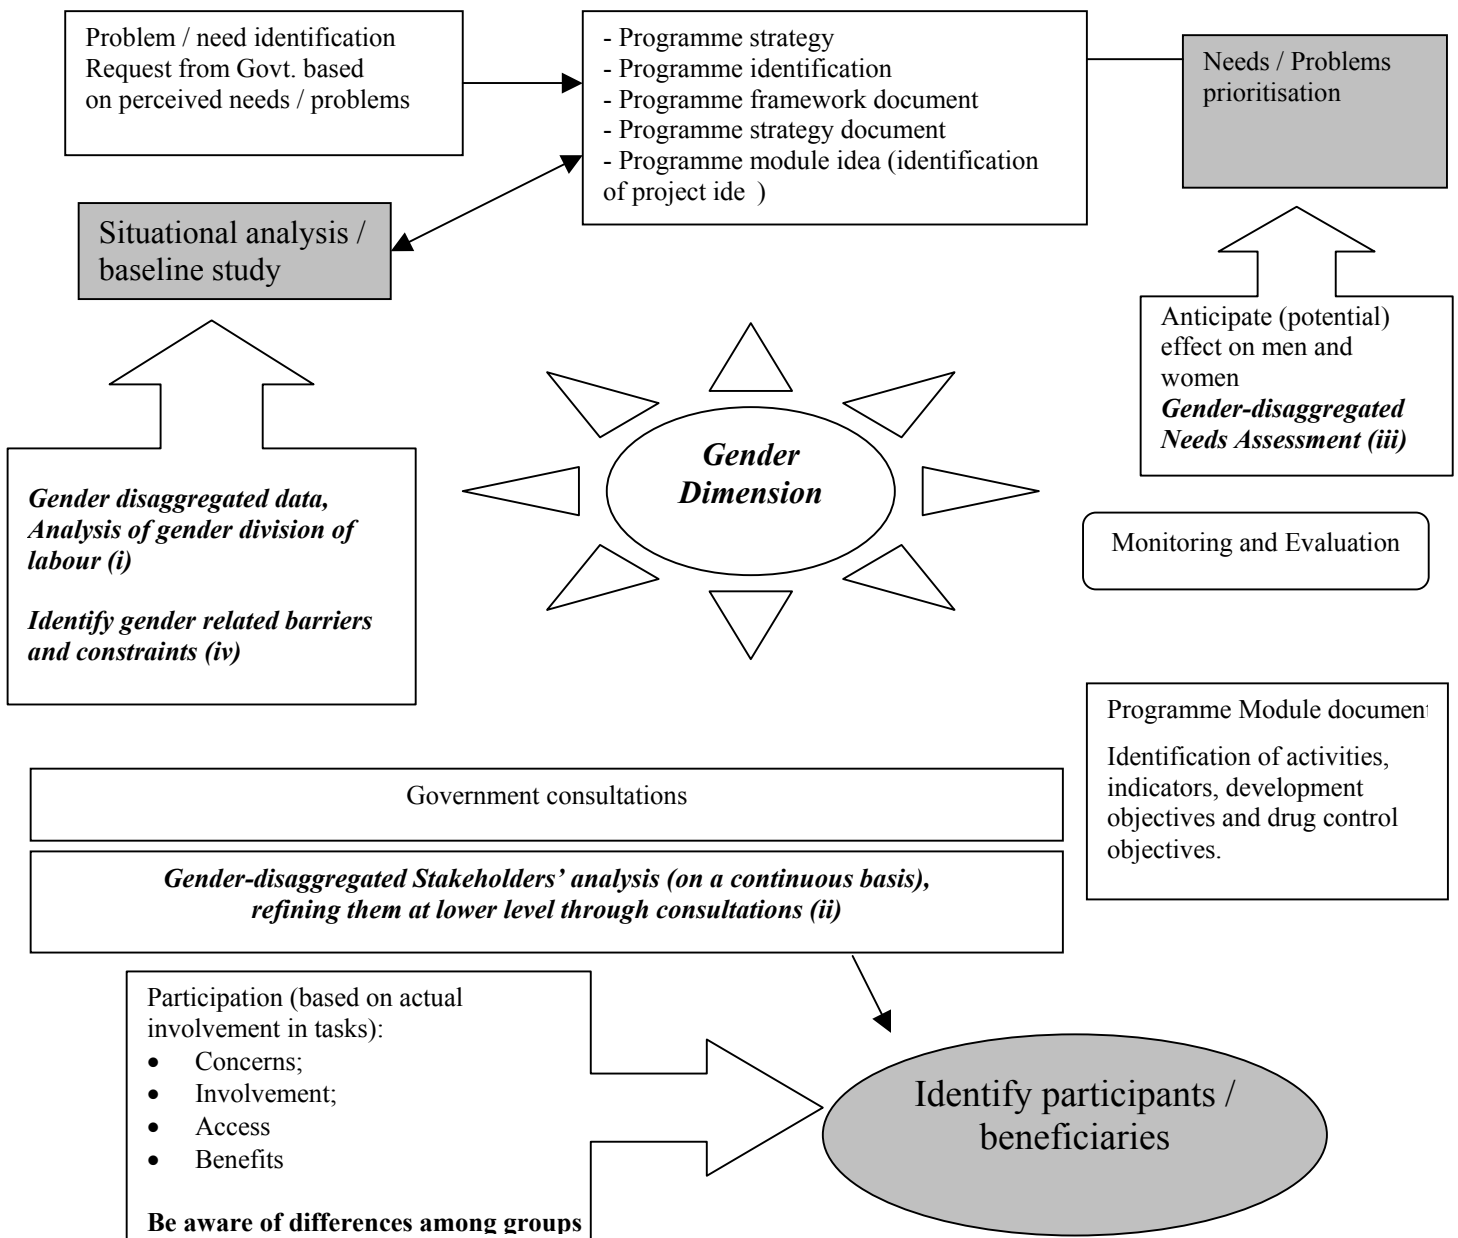 Problem / need identification
Request from Govt. based
on perceived needs / problems
- Programme strategy
- Programme identification
- Programme framework document
- Programme strategy document
- Programme module idea (identification
of project ide )
Needs / Problems
prioritisation
Situational analysis /
baseline study
Anticipate (potential)
effect on men and
women
Gender-disaggregated
Needs Assessment (iii)
Gender
Dimension
Gender disaggregated data,
Analysis of gender division of
labour (i)
Identify gender related barriers
and constraints (iv)
Monitoring and Evaluation
Programme Module document
Identification of activities,
indicators, development
objectives and drug control
objectives.
Government consultations
Gender-disaggregated Stakeholders’ analysis (on a continuous basis),
refining them at lower level through consultations (ii)
Participation (based on actual
involvement in tasks):
• Concerns;
• Involvement;
• Access
• Benefits
Be aware of differences among groups
Identify participants /
beneficiaries